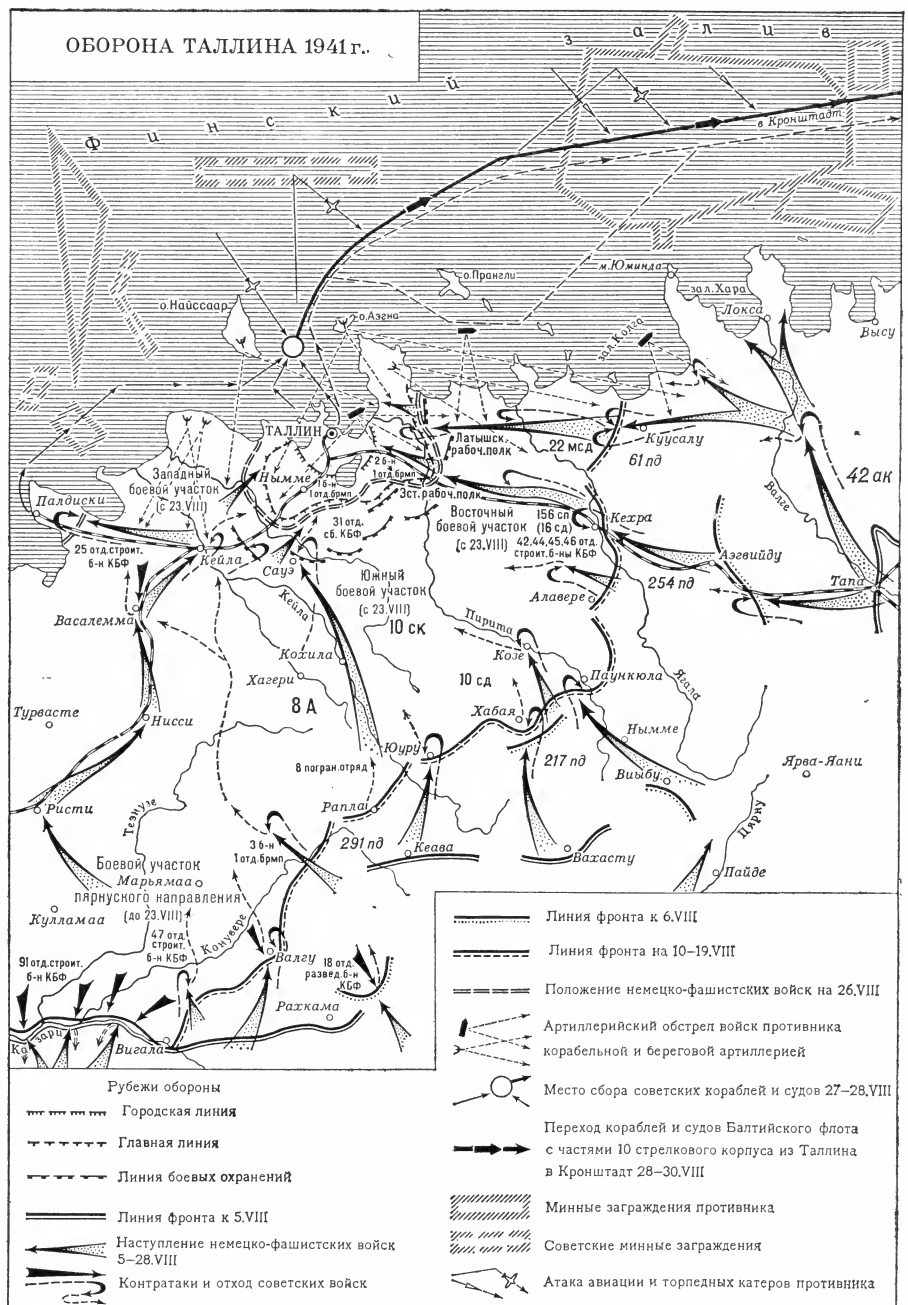 ОБОРОНА ТАЛЛИНА 1941 г.
Финский залив
в Кронштадт
м. Юминда
о. Прангли
зал. Хара
Локса
Высу
о. Найссаар
о. Аэгна
зал. Колга
ТАЛЛИН
Латышск.
рабоч. полк
22 мсд
Куусалу
61 пд
42 ак
Валге
Западный
боевой участок
(с 23.VIII)
Нымме
2 б-н
1 отд. брмп
1 б-н
1 отд. брмп
Эст. рабоч. полк
Палдиски
31 отд.
сб. КБФ
Восточный
боевой участок
(с 23.VIII)
156 сп
(16 сд)
42,44,45,46 отд.
строит. б-ны КБФ
Кехра
25 отд. строит.
б-н КБФ
Кейла
Сауэ
Аэгвийду
254 пд
Тапа
Южный
боевой участок
(с 23.VIII)
Алавере
Васалемма
Кейла
10 ск
Пирита
Козе
Кохила
Хагери
10 сд
Паункюла
Ягала
8 А
Турвасте
Нисси
Хабая
Нымме
Юуру
217 пд
Виыбу
Ярва-Яани
8 погран. отряд
Ристи
Теэнузе
Рапла
Пярну
291 пд
Кеава
Вахасту
3 б-н
1 отд. брмп
Пайде
Боевой участок
Марьямаа
пярнуского направления
(до 23.VIII)
Кулламаа
47 отд.
строит.
б-н КБФ
Конувере
Валгу
18 отд.
развед. б-н
КБФ
91 отд. строит.
б-н КБФ
Рахкама
Казари
Вигала
Рубежи обороны
Городская линия
Главная линия
Линия боевых охранений
Линия фронта к 5.VIII
Наступление немецко-фашистских войск
5–28.VIII
Контратаки и отход советских войск
Линия фронта к 6.VIII
Линия фронта на 10–19.VIII
Положение немецко-фашистских войск на 26.VIII
Артиллерийский обстрел войск противника
корабельной и береговой артиллерией
Место сбора советских кораблей и судов 27–28.VIII
Переход кораблей и судов Балтийского флота
с частями 10 стрелкового корпуса из Таллина
в Кронштадт 28–30.VIII
Минные заграждения противника
Советские минные заграждения
Атака авиации и торпедных катеров противника